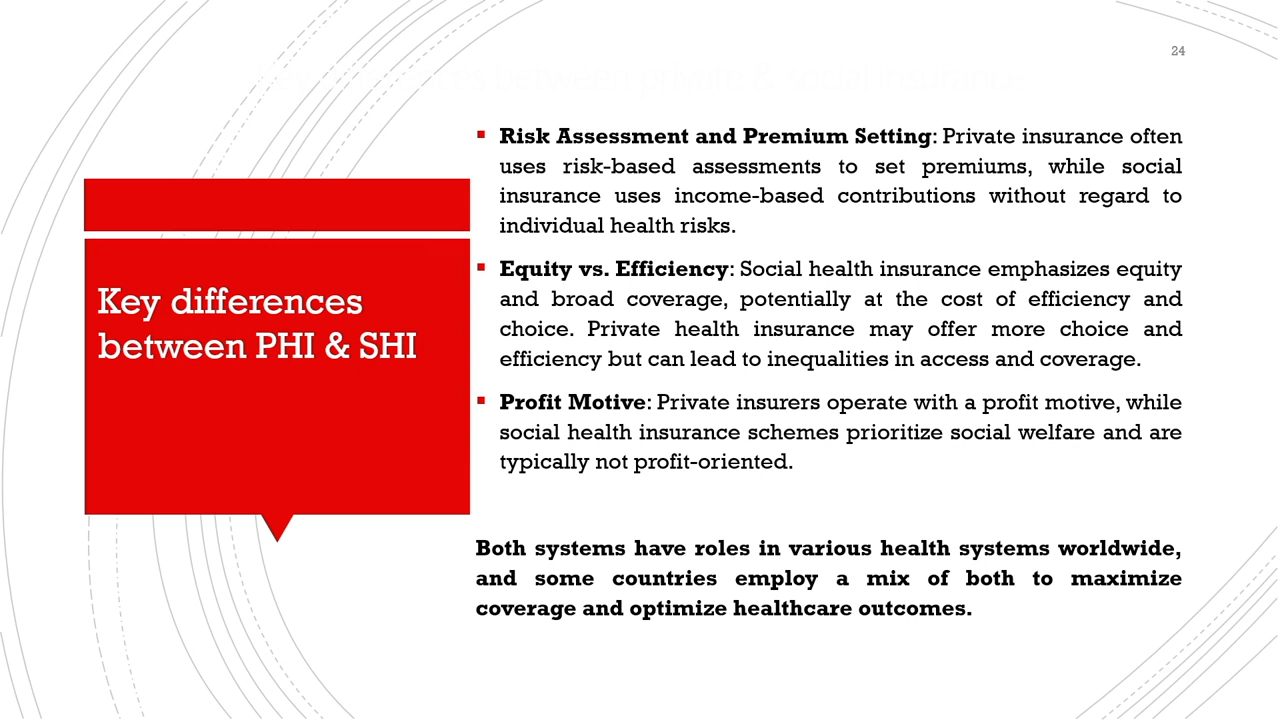 24
Key differences between private & social insurance
Key differences
between PHI & SHI
▪ Risk Assessment and Premium Setting: Private insurance often
uses risk-based assessments to set premiums, while social
insurance uses income-based contributions without regard to
individual health risks.
▪ Equity vs. Efficiency: Social health insurance emphasizes equity
and broad coverage, potentially at the cost of efficiency and
choice. Private health insurance may offer more choice and
efficiency but can lead to inequalities in access and coverage.
▪ Profit Motive: Private insurers operate with a profit motive, while
social health insurance schemes prioritize social welfare and are
typically not profit-oriented.
Both systems have roles in various health systems worldwide,
and some countries employ a mix of both to maximize
coverage and optimize healthcare outcomes.